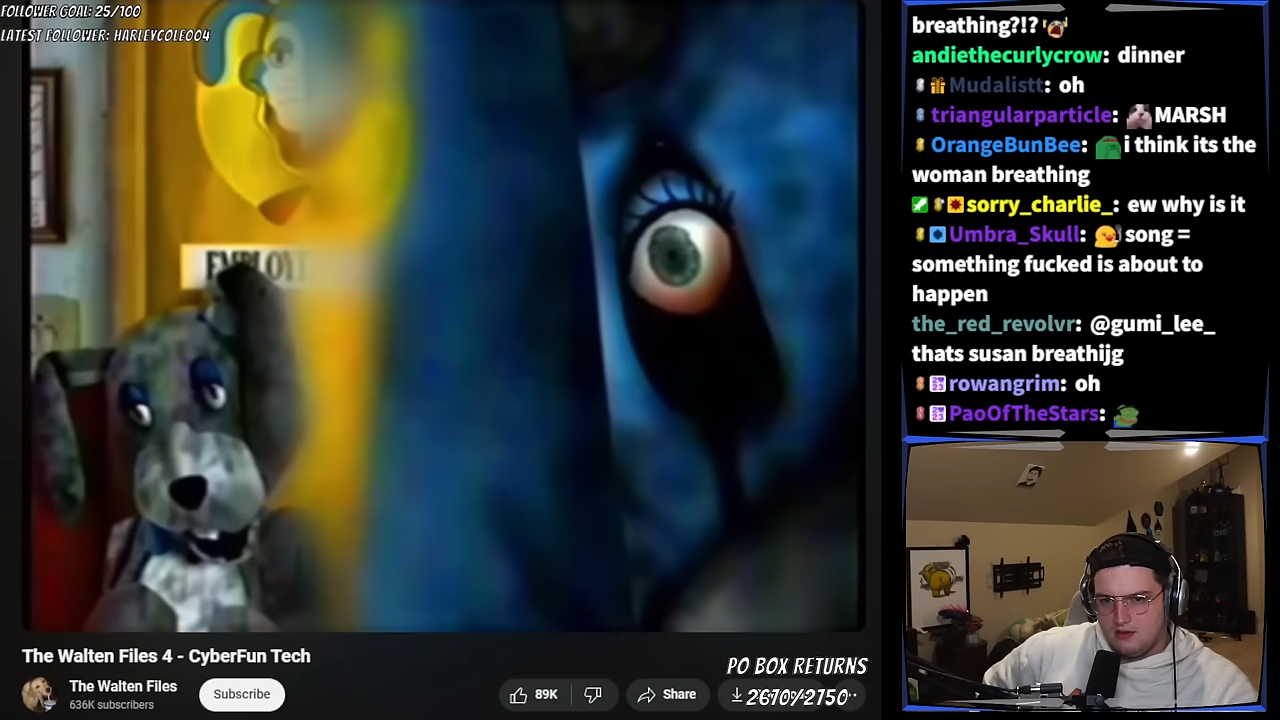 FOLLOWER GOAL: 25/100
LATEST FOLLOWER: HARLEYCOLE004
EMPLOYE
The Walten Files 4 - CyberFun Tech
The Walten Files
636K subscribers
Subscribe
89K
Share
PO BOX RETURNS
2670/2750
breathing?!?
andiethecurlycrow: dinner
Mudalistt: oh
triangularparticle: MARSH
OrangeBunBee: i think its the
woman breathing
sorry_charlie_: ew why is it
Umbra_Skull: song =
something fucked is about to
happen
the_red_revolvr: @gumi_lee_
thats susan breathijg
rowangrim: oh
PaoOfTheStars: